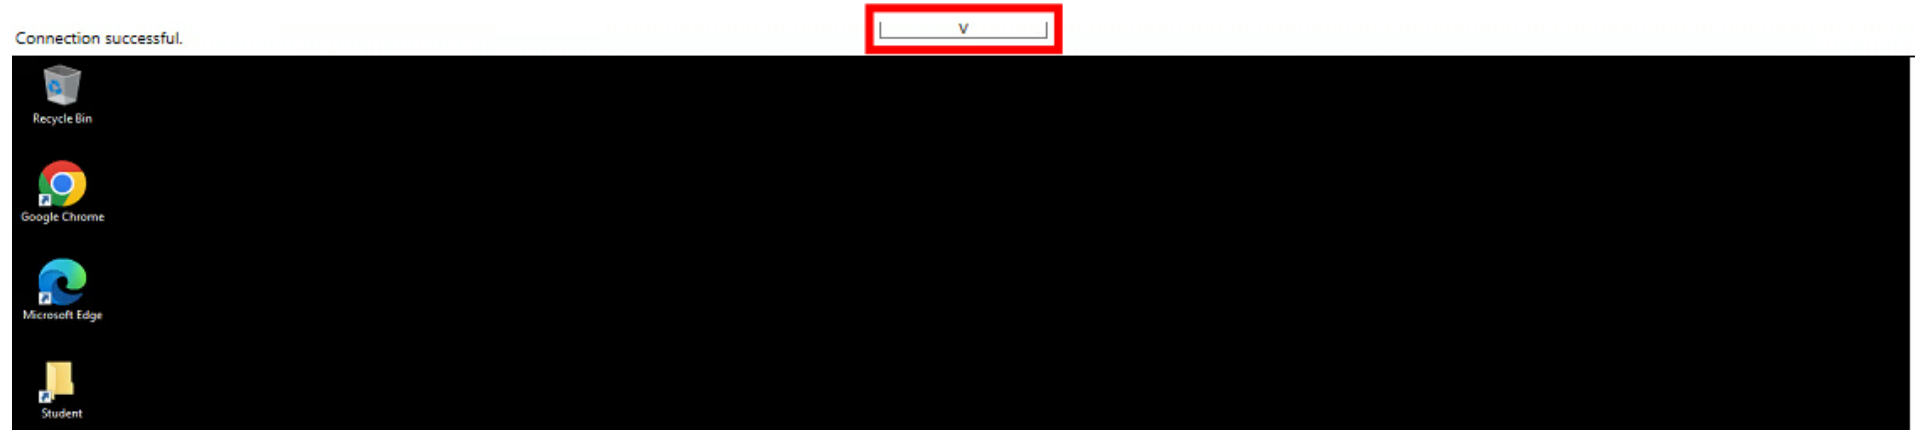 v
Connection successful.
Recycle Bin
Google Chrome
Microsoft Edge
Student